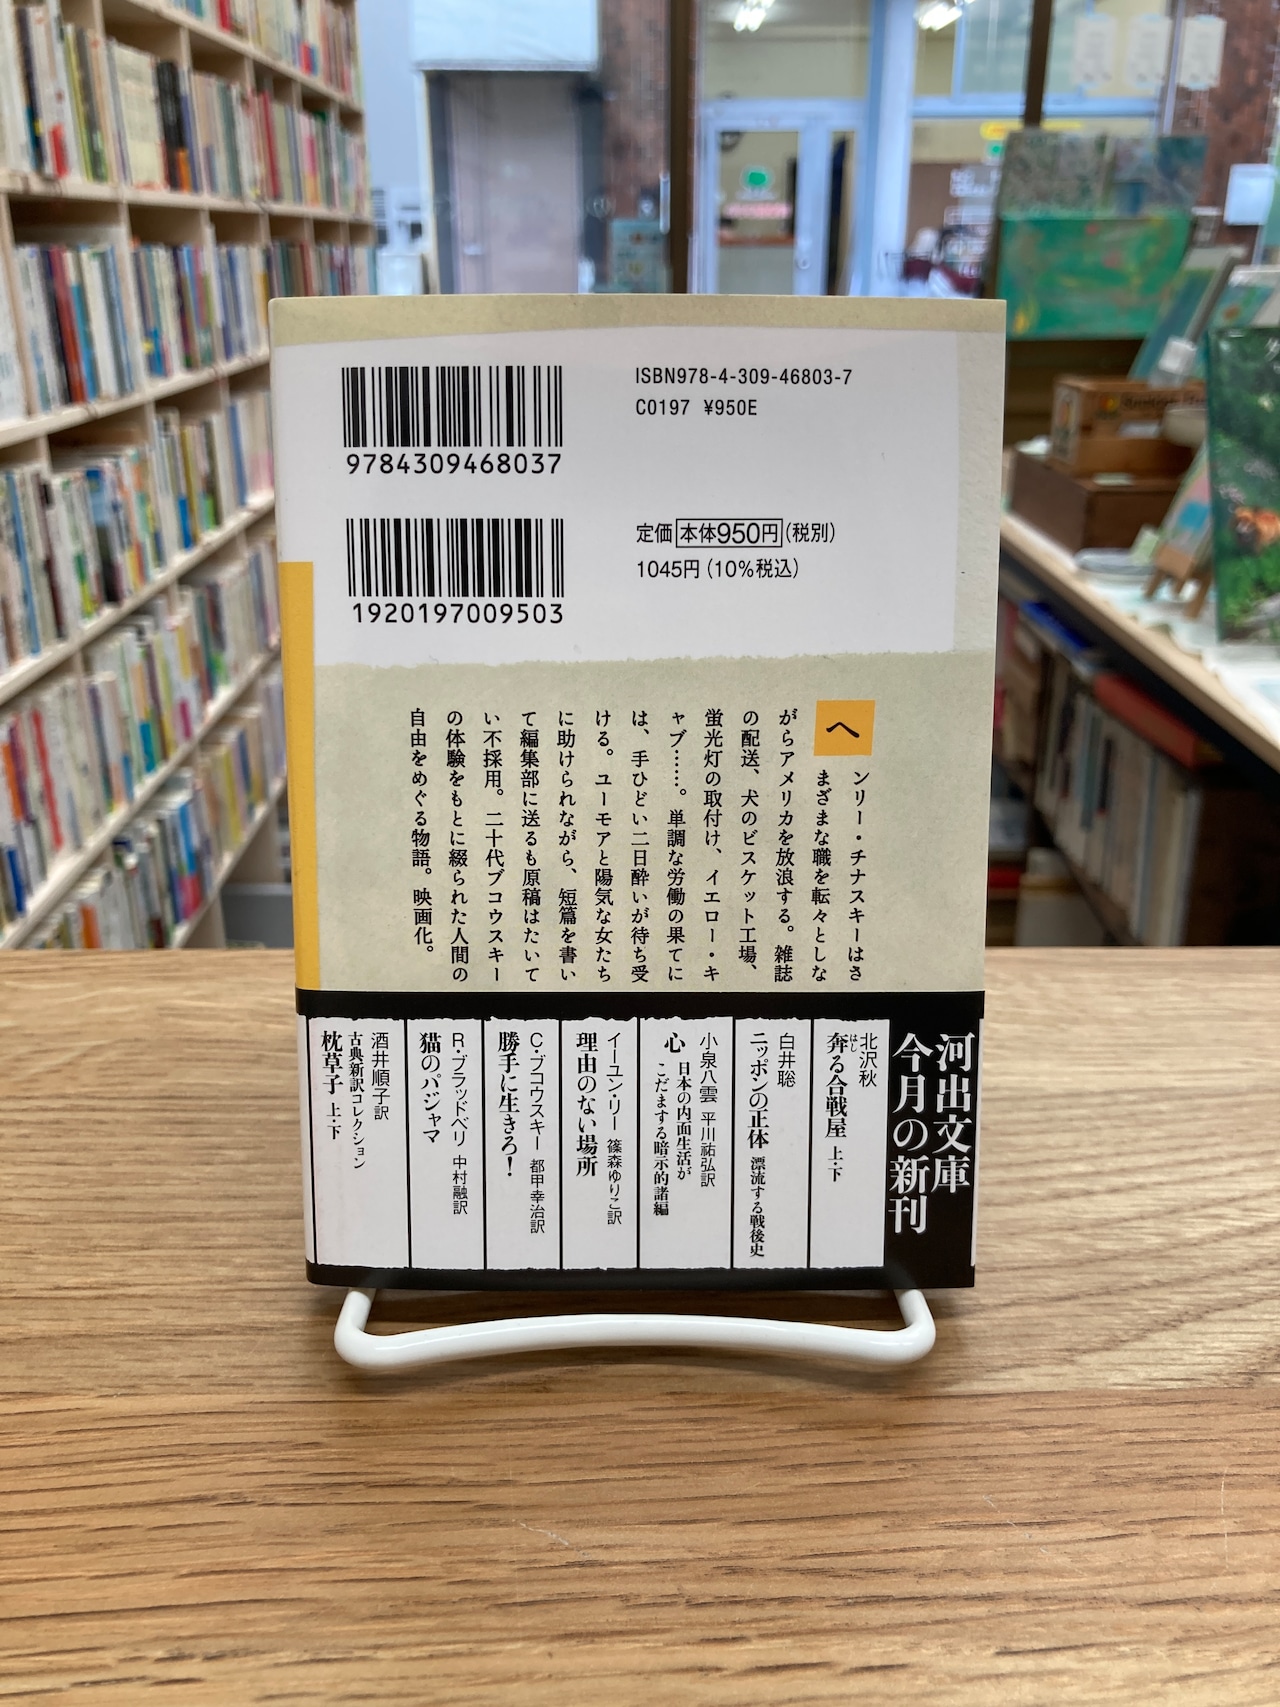 ISBN978-4-309-46803-7
C0197 ¥950E
9784309468037
定価本体950円(税別)
1045円(10%税込)
1920197009503
ヘンリー・チナスキーはさ
まざまな職を転々としな
がらアメリカを放浪する。雑誌
の配送、犬のビスケット工場、
蛍光灯の取付け、イエロー・キ
ャブ……。単調な労働の果てに
は、手ひどい二日酔いが待ち受
ける。ユーモアと陽気な女たち
に助けられながら、短篇を書い
て編集部に送るも原稿はたいて
い不採用。二十代ブコウスキー
の体験をもとに綴られた人間の
自由をめぐる物語。映画化。
河出文庫
今月の新刊
北沢秋
奔る合戦屋 上・下
はし
白井聡
ニッポンの正体 漂流する戦後史
小泉八雲 平川祐弘訳
心 日本の内面生活が
こだまする暗示的諸編
イーユン・リー 篠森ゆりこ訳
理由のない場所
C・ブコウスキー 都甲幸治訳
勝手に生きろ!
R・ブラッドベリ 中村融訳
猫のパジャマ
酒井順子訳
古典新訳コレクション
枕草子 上・下